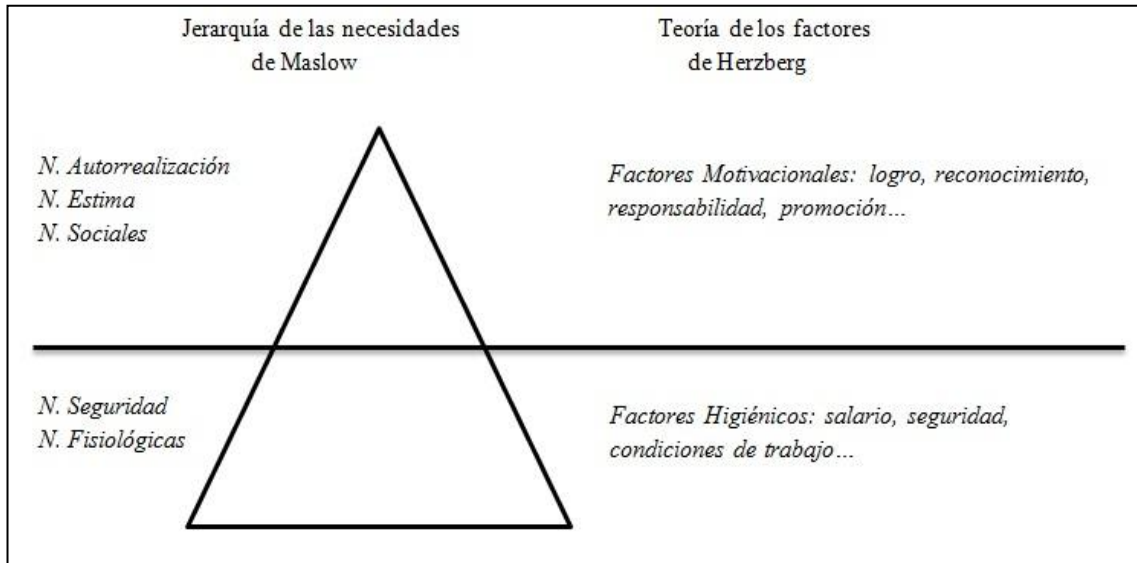 Jerarquía de las necesidades
de Maslow
Teoría de los factores
de Herzberg
N. Autorrealización
N. Estima
N. Sociales
Factores Motivacionales: logro, reconocimiento,
responsabilidad, promoción...
N. Seguridad
N. Fisiológicas
Factores Higiénicos: salario, seguridad,
condiciones de trabajo...